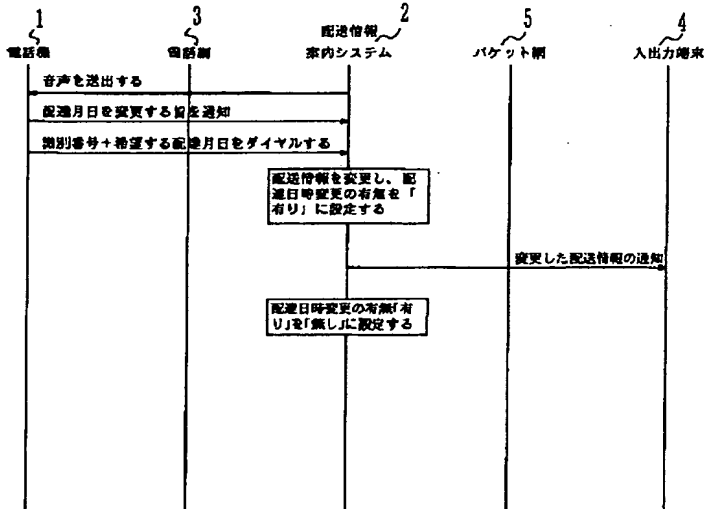 1
3
2
5
4
電話機
電話網
配送情報
案内システム
パケット網
入出力端末
音声を送出する
配達月日を変更する旨を通知
識別番号+希望する配達月日をダイヤルする
配送情報を変更し、配
達日時変更の有無を「
有り」に設定する
変更した配送情報の通知
配達日時変更の有無「有
り」を「無し」に設定する